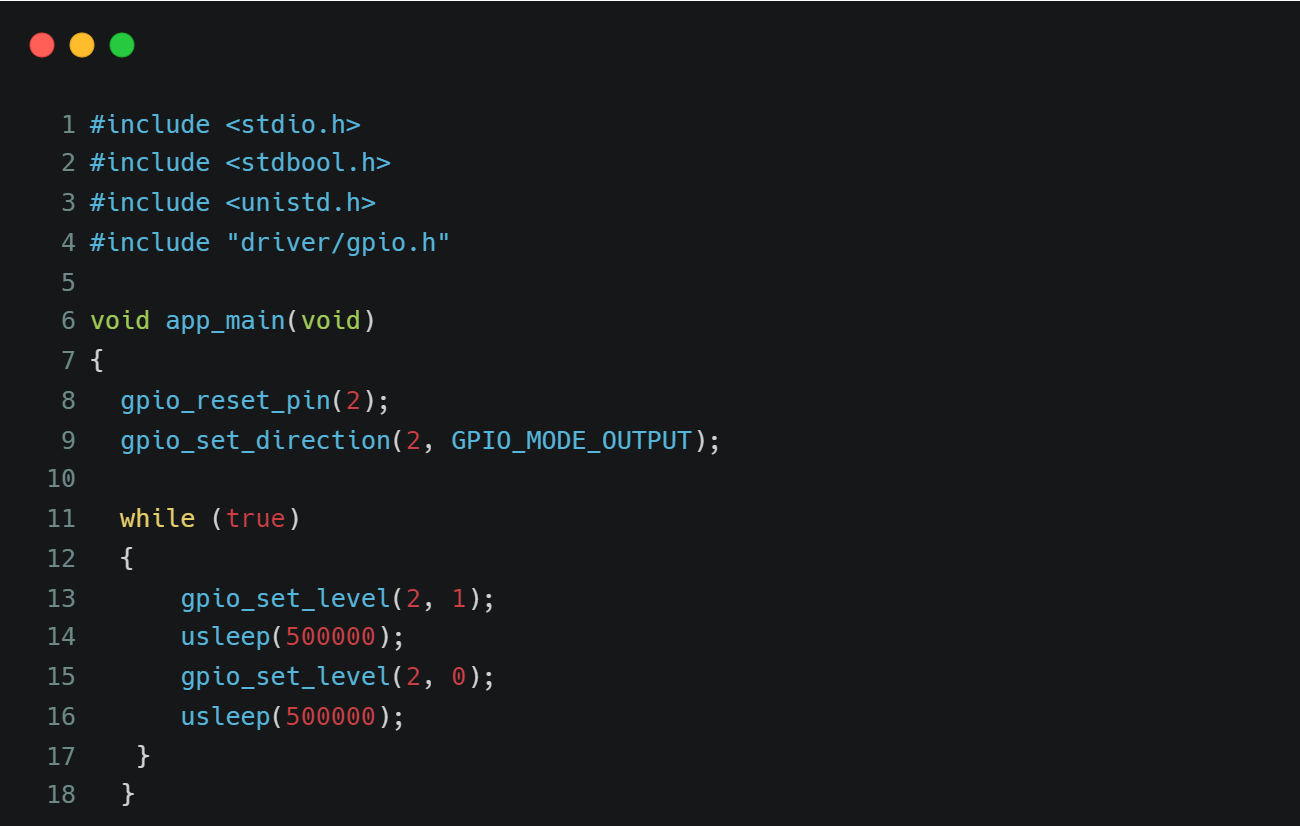 1 #include <stdio.h>
2 #include <stdbool.h>
3 #include <unistd.h>
4 #include "driver/gpio.h"
5
6 void app_main(void)
7 {
8   gpio_reset_pin(2);
9   gpio_set_direction(2, GPIO_MODE_OUTPUT);
10
11   while (true)
12   {
13       gpio_set_level(2, 1);
14       usleep(500000);
15       gpio_set_level(2, 0);
16       usleep(500000);
17    }
18   }